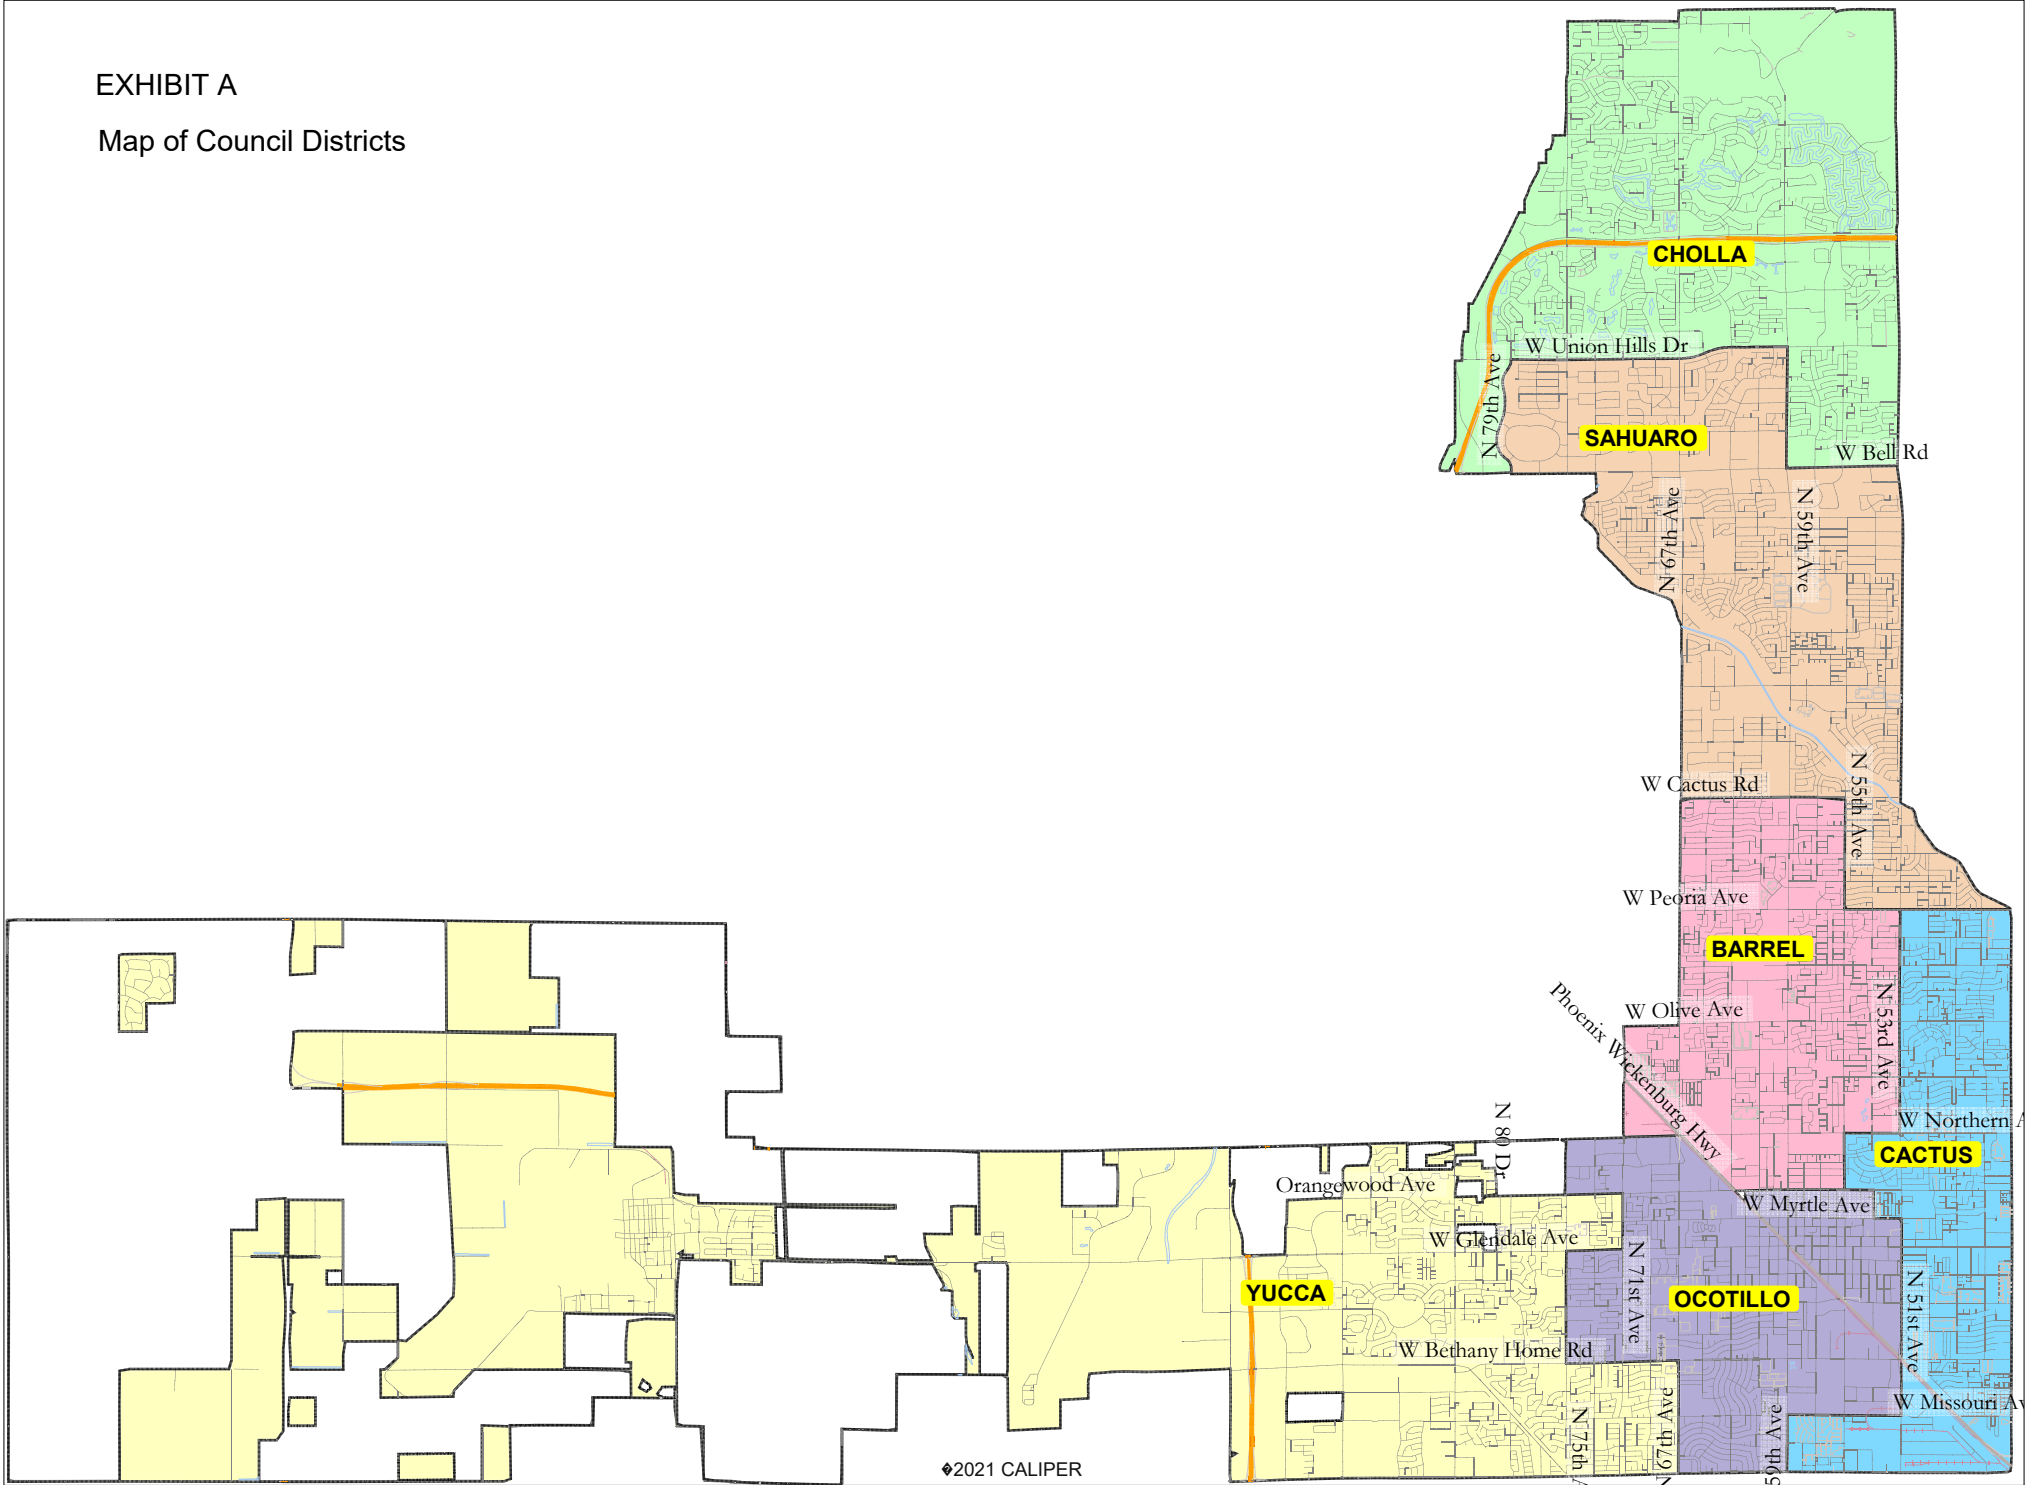 EXHIBIT A
Map of Council Districts
CHOLLA
W Union Hills Dr
N 79th Ave
SAHUARO
W Bell Rd
N 67th Ave
N 59th Ave
W Cactus Rd
N 55th Ave
W Peoria Ave
BARREL
Phoenix Wickenburg Hwy
W Olive Ave
N 53rd Ave
W Northern A
N 80 Dr
CACTUS
Orangewood Ave
W Myrtle Ave
W Glendale Ave
N 71st Ave
YUCCA
OCOTILLO
N 51st Ave
W Bethany Home Rd
W Missouri Av
N 75th A
N 67th Ave
59th Ave
�2021 CALIPER